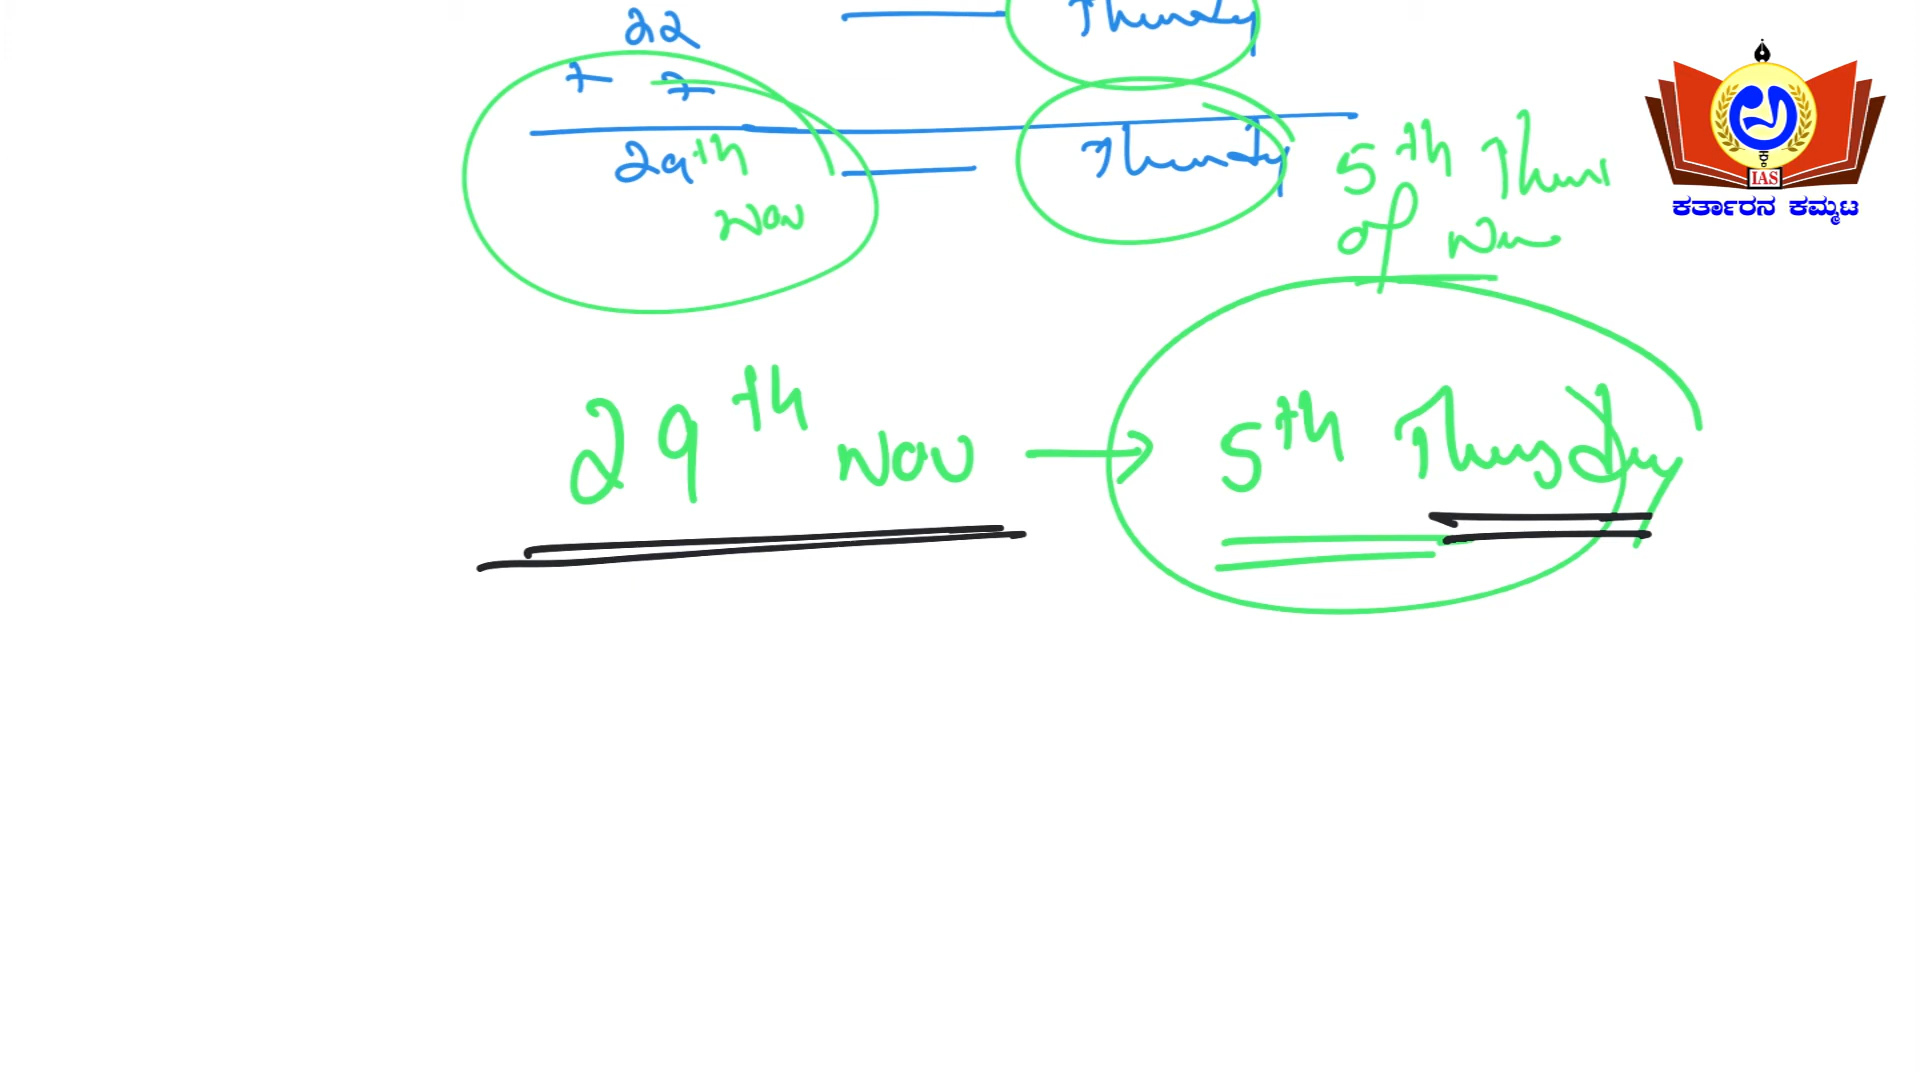 22 Thursday
+ 7
29th Thursday
Nov
5th Thurs
of Nov
29th Nov → 5th Thursday
IAS
ಕರ್ತಾರನ ಕಮ್ಮಟ